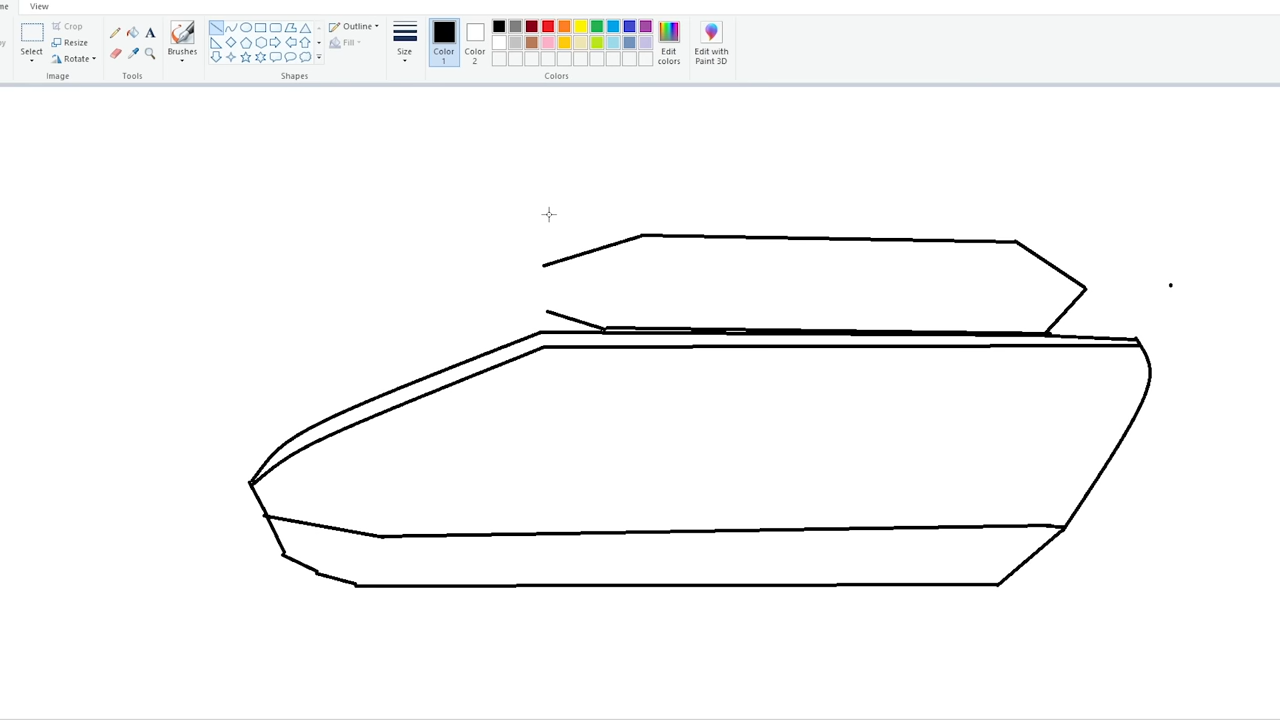 ne View
Crop
Resize
Rotate
Select
Image
Tools
Brushes
Shapes
Outline
Fill
Size
Color 1
Color 2
Edit colors
Colors
Edit with Paint 3D